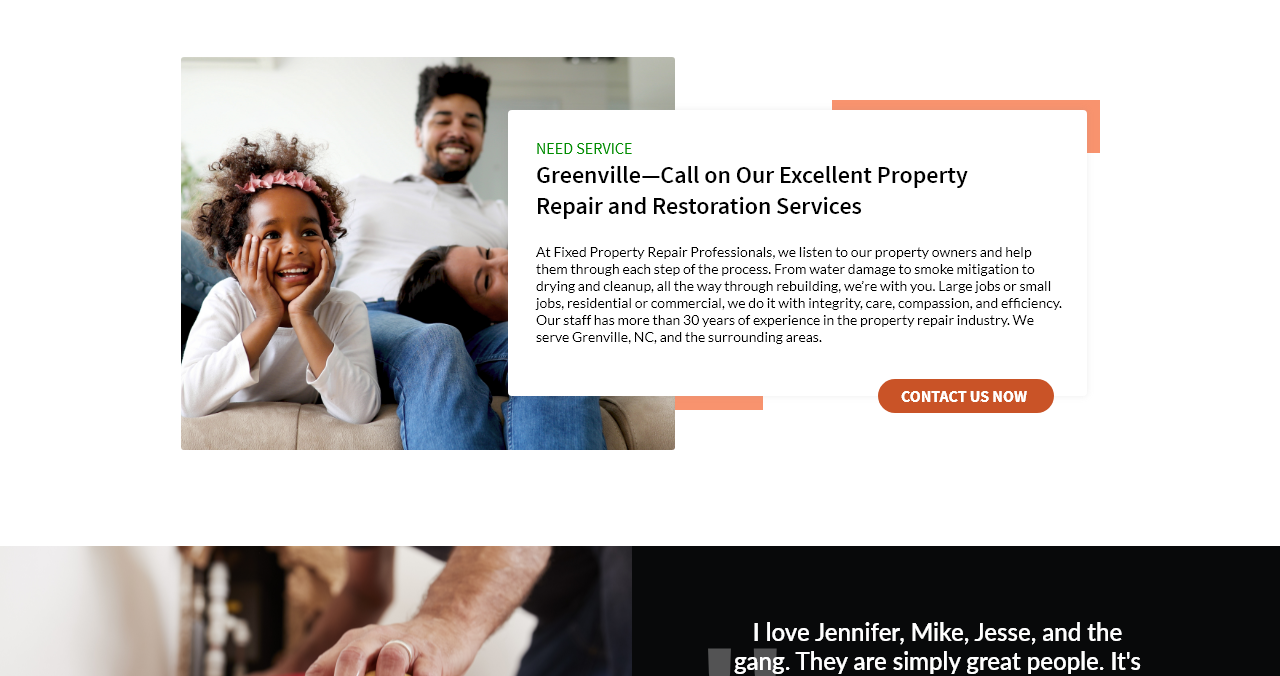 NEED SERVICE
Greenville—Call on Our Excellent Property
Repair and Restoration Services
At Fixed Property Repair Professionals, we listen to our property owners and help
them through each step of the process. From water damage to smoke mitigation to
drying and cleanup, all the way through rebuilding, we’re with you. Large jobs or small
jobs, residential or commercial, we do it with integrity, care, compassion, and efficiency.
Our staff has more than 30 years of experience in the property repair industry. We
serve Grenville, NC, and the surrounding areas.
CONTACT US NOW
I love Jennifer, Mike, Jesse, and the
gang. They are simply great people. It's